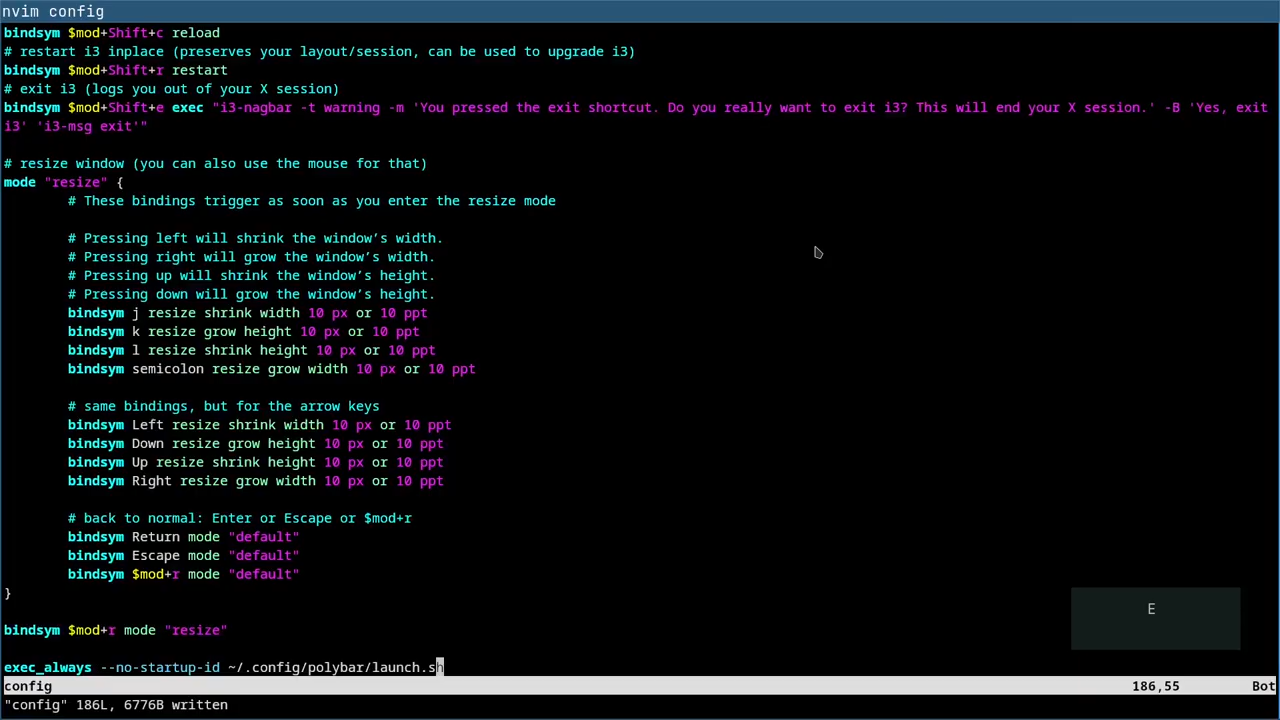 nvim config
bindsym $mod+Shift+c reload
# restart i3 inplace (preserves your layout/session, can be used to upgrade i3)
bindsym $mod+Shift+r restart
# exit i3 (logs you out of your X session)
bindsym $mod+Shift+e exec "i3-nagbar -t warning -m 'You pressed the exit shortcut. Do you really want to exit i3? This will end your X session.' -B 'Yes, exit
i3' 'i3-msg exit'"
# resize window (you can also use the mouse for that)
mode "resize" {
# These bindings trigger as soon as you enter the resize mode
# Pressing left will shrink the window’s width.
# Pressing right will grow the window’s width.
# Pressing up will shrink the window’s height.
# Pressing down will grow the window’s height.
bindsym j resize shrink width 10 px or 10 ppt
bindsym k resize grow height 10 px or 10 ppt
bindsym l resize shrink height 10 px or 10 ppt
bindsym semicolon resize grow width 10 px or 10 ppt
# same bindings, but for the arrow keys
bindsym Left resize shrink width 10 px or 10 ppt
bindsym Down resize grow height 10 px or 10 ppt
bindsym Up resize shrink height 10 px or 10 ppt
bindsym Right resize grow width 10 px or 10 ppt
# back to normal: Enter or Escape or $mod+r
bindsym Return mode "default"
bindsym Escape mode "default"
bindsym $mod+r mode "default"
}
E
bindsym $mod+r mode "resize"
exec_always --no-startup-id ~/.config/polybar/launch.sh
config 186,55 Bot
"config" 186L, 6776B written